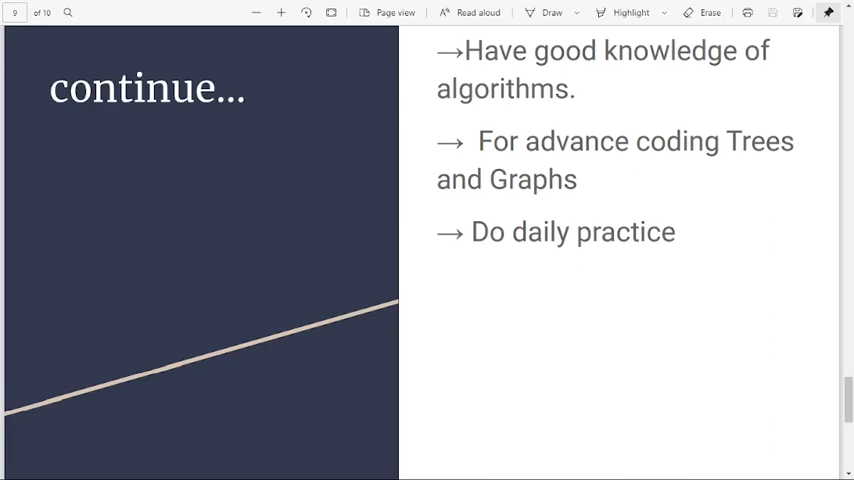 9 of 10 Page view Read aloud Draw Highlight Erase
continue...
→Have good knowledge of
algorithms.
→ For advance coding Trees
and Graphs
→ Do daily practice